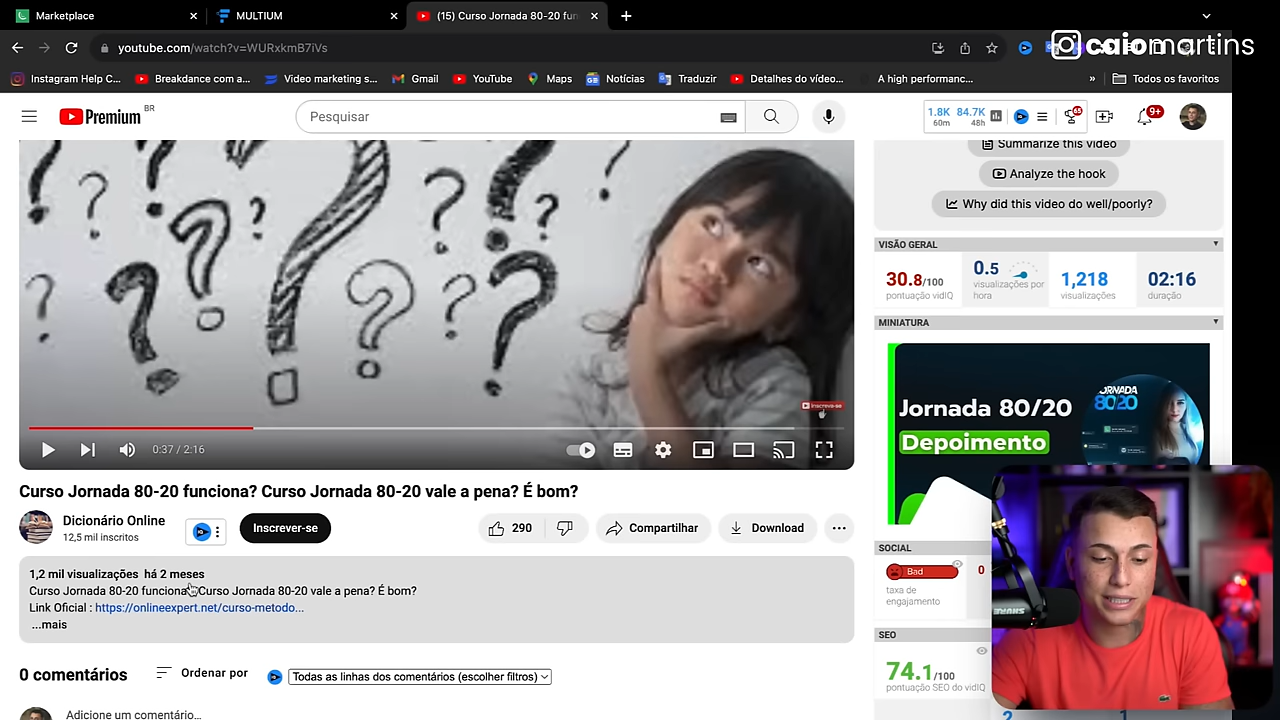 Marketplace
MULTIUM
(15) Curso Jornada 80-20 fun
youtube.com/watch?v=WURxkmB7iVs
caiomartins
Instagram Help C...
Breakdance com a...
Video marketing s...
Gmail
YouTube
Maps
Notícias
Traduzir
Detalhes do vídeo...
A high performanc...
»
Todos os favoritos
Premium BR
Pesquisar
1.8K 84.7K
60m 48h
65
9+
Summarize this video
Analyze the hook
Why did this video do well/poorly?
VISÃO GERAL
30.8/100
pontuação vidIQ
0.5
visualizações por
hora
1,218
visualizações
02:16
duração
MINIATURA
Jornada 80/20
Depoimento
JORNADA
8020
Inscreva-se
0:37 / 2:16
Curso Jornada 80-20 funciona? Curso Jornada 80-20 vale a pena? É bom?
Dicionário Online
12,5 mil inscritos
Inscrever-se
290
Compartilhar
Download
1,2 mil visualizações há 2 meses
Curso Jornada 80-20 funciona? Curso Jornada 80-20 vale a pena? É bom?
Link Oficial : https://onlineexpert.net/curso-metodo...
...mais
0 comentários
Ordenar por
Todas as linhas dos comentários (escolher filtros)
Adicione um comentário...
SOCIAL
Bad
0
taxa de
engajamento
SEO
74.1/100
pontuação SEO do vidIQ
2
1
SHURE